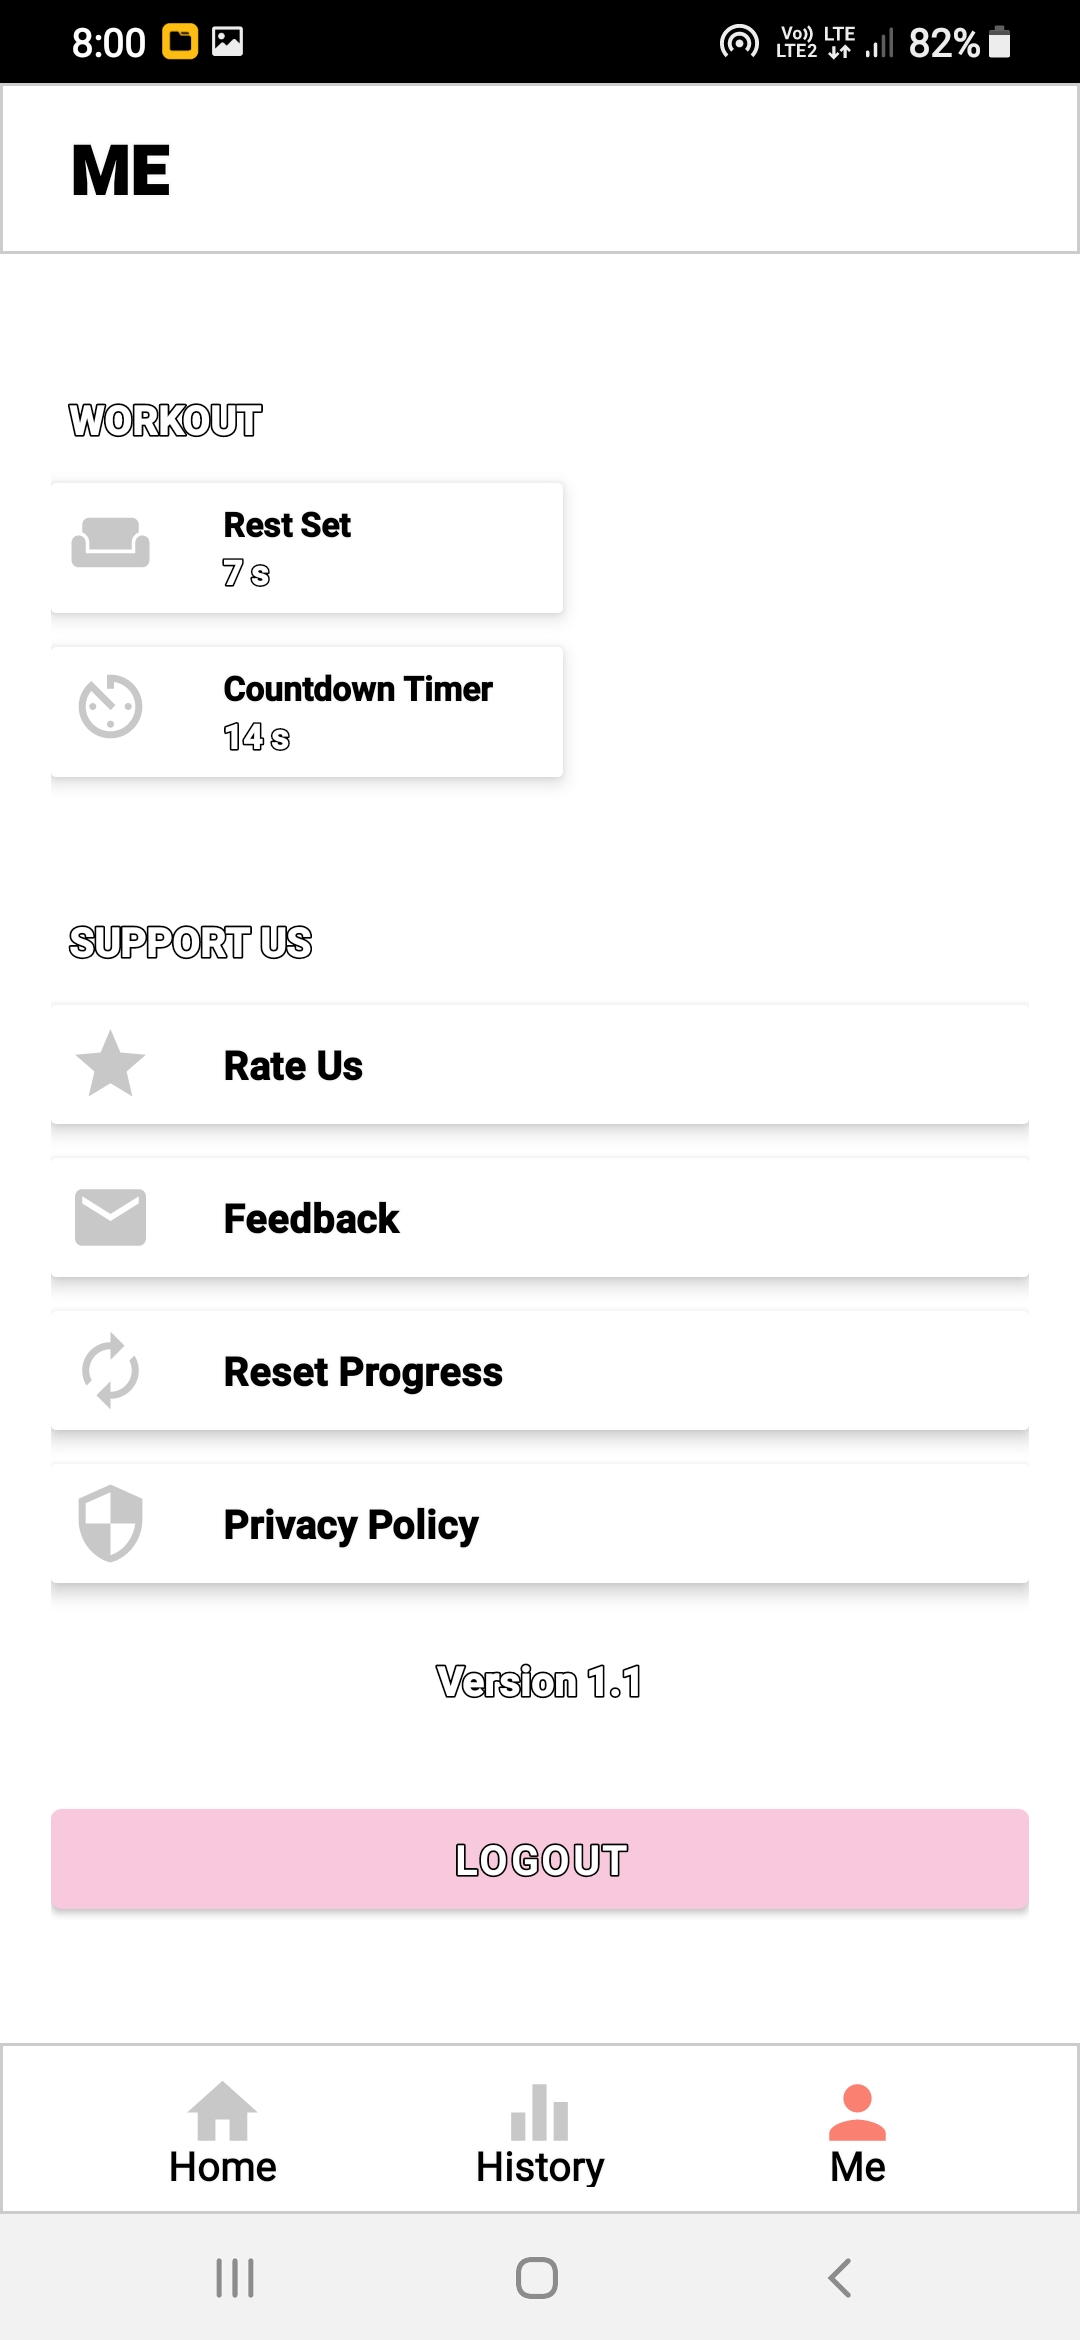 8:00 Vo)) LTE 82%
LTE2
ME
WORKOUT
Rest Set
7 s
Countdown Timer
14 s
SUPPORT US
Rate Us
Feedback
Reset Progress
Privacy Policy
Version 1.1
LOGOUT
Home History Me